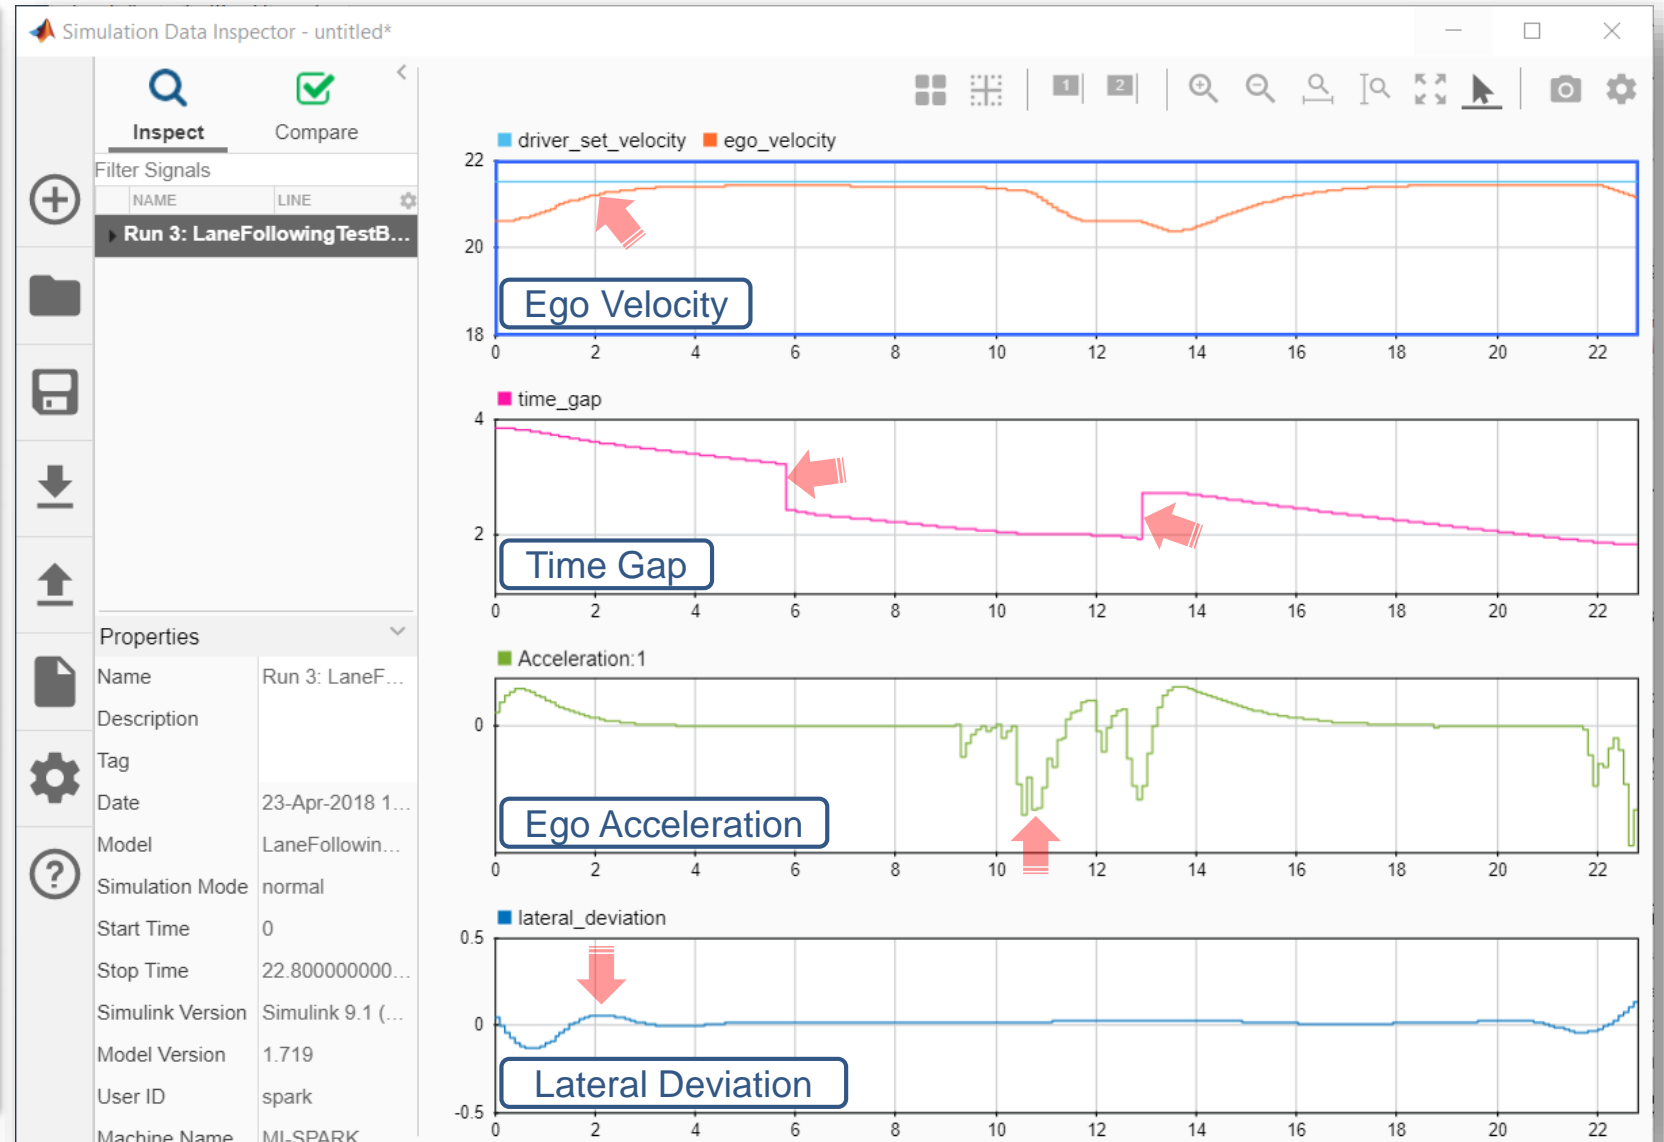 Simulation Data Inspector - untitled*
Inspect
Compare
Filter Signals
NAME
LINE
Run 3: LaneFollowingTestB...
Properties
Name Run 3: LaneF...
Description
Tag
Date 23-Apr-2018 1...
Model LaneFollowin...
Simulation Mode normal
Start Time 0
Stop Time 22.800000000...
Simulink Version Simulink 9.1 (...
Model Version 1.719
User ID spark
Machine Name MI-SPARK
1
2
driver_set_velocity ego_velocity
22
20
18
Ego Velocity
0 2 4 6 8 10 12 14 16 18 20 22
time_gap
4
2
Time Gap
0 2 4 6 8 10 12 14 16 18 20 22
Acceleration:1
0
Ego Acceleration
0 2 4 6 8 10 12 14 16 18 20 22
lateral_deviation
0.5
0
-0.5
Lateral Deviation
0 2 4 6 8 10 12 14 16 18 20 22